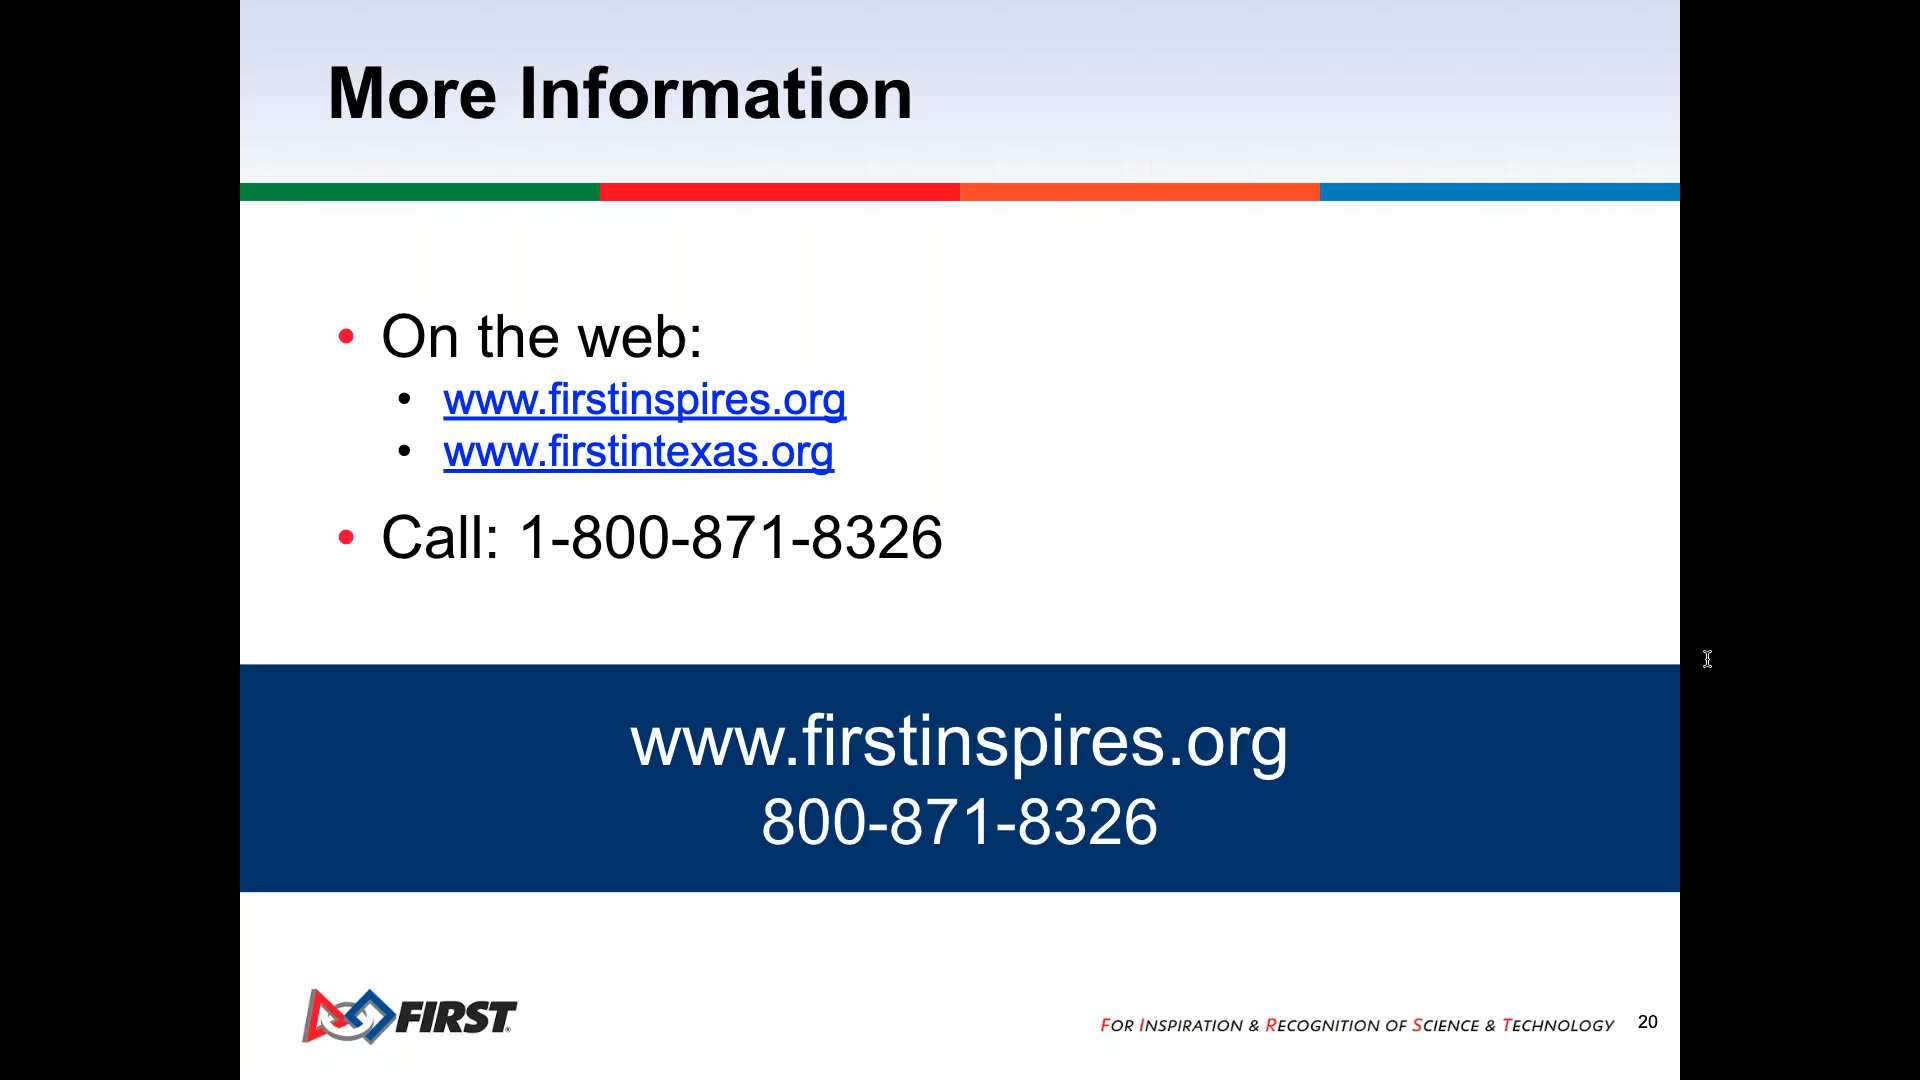 More Information
• On the web:
• www.firstinspires.org
• www.firstintexas.org
• Call: 1-800-871-8326
www.firstinspires.org
800-871-8326
FIRST®
FOR INSPIRATION & RECOGNITION OF SCIENCE & TECHNOLOGY 20